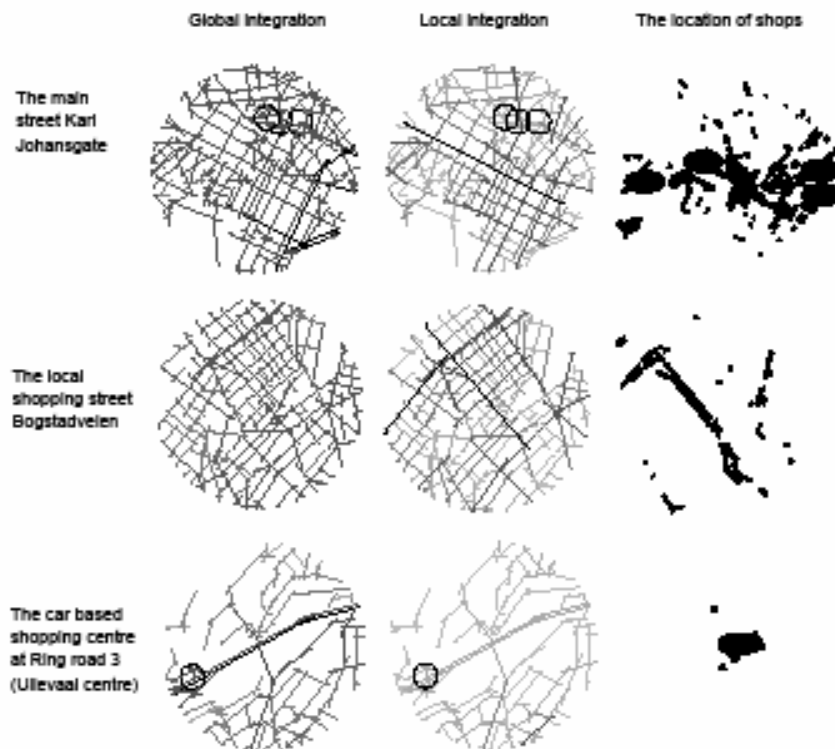 Global Integration
Local Integration
The location of shops
The main
street Karl
Johansgate
The local
shopping street
Bogstadveien
The car based
shopping centre
at Ring road 3
(Ullevaal centre)